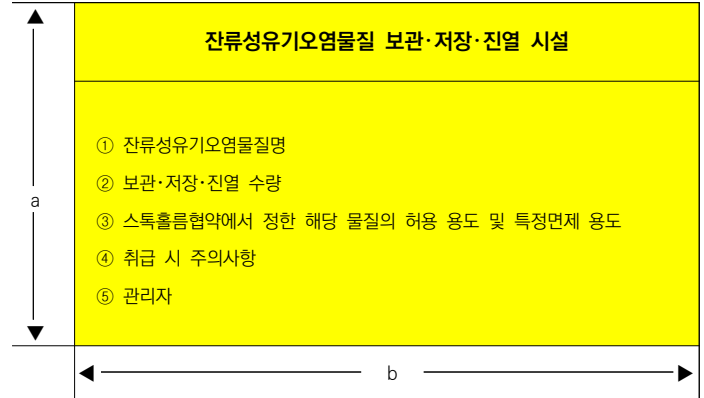 잔류성유기오염물질 보관·저장·진열 시설
① 잔류성유기오염물질명
② 보관·저장·진열 수량
③ 스톡홀름협약에서 정한 해당 물질의 허용 용도 및 특정면제 용도
a
④ 취급 시 주의사항
⑤ 관리자
b